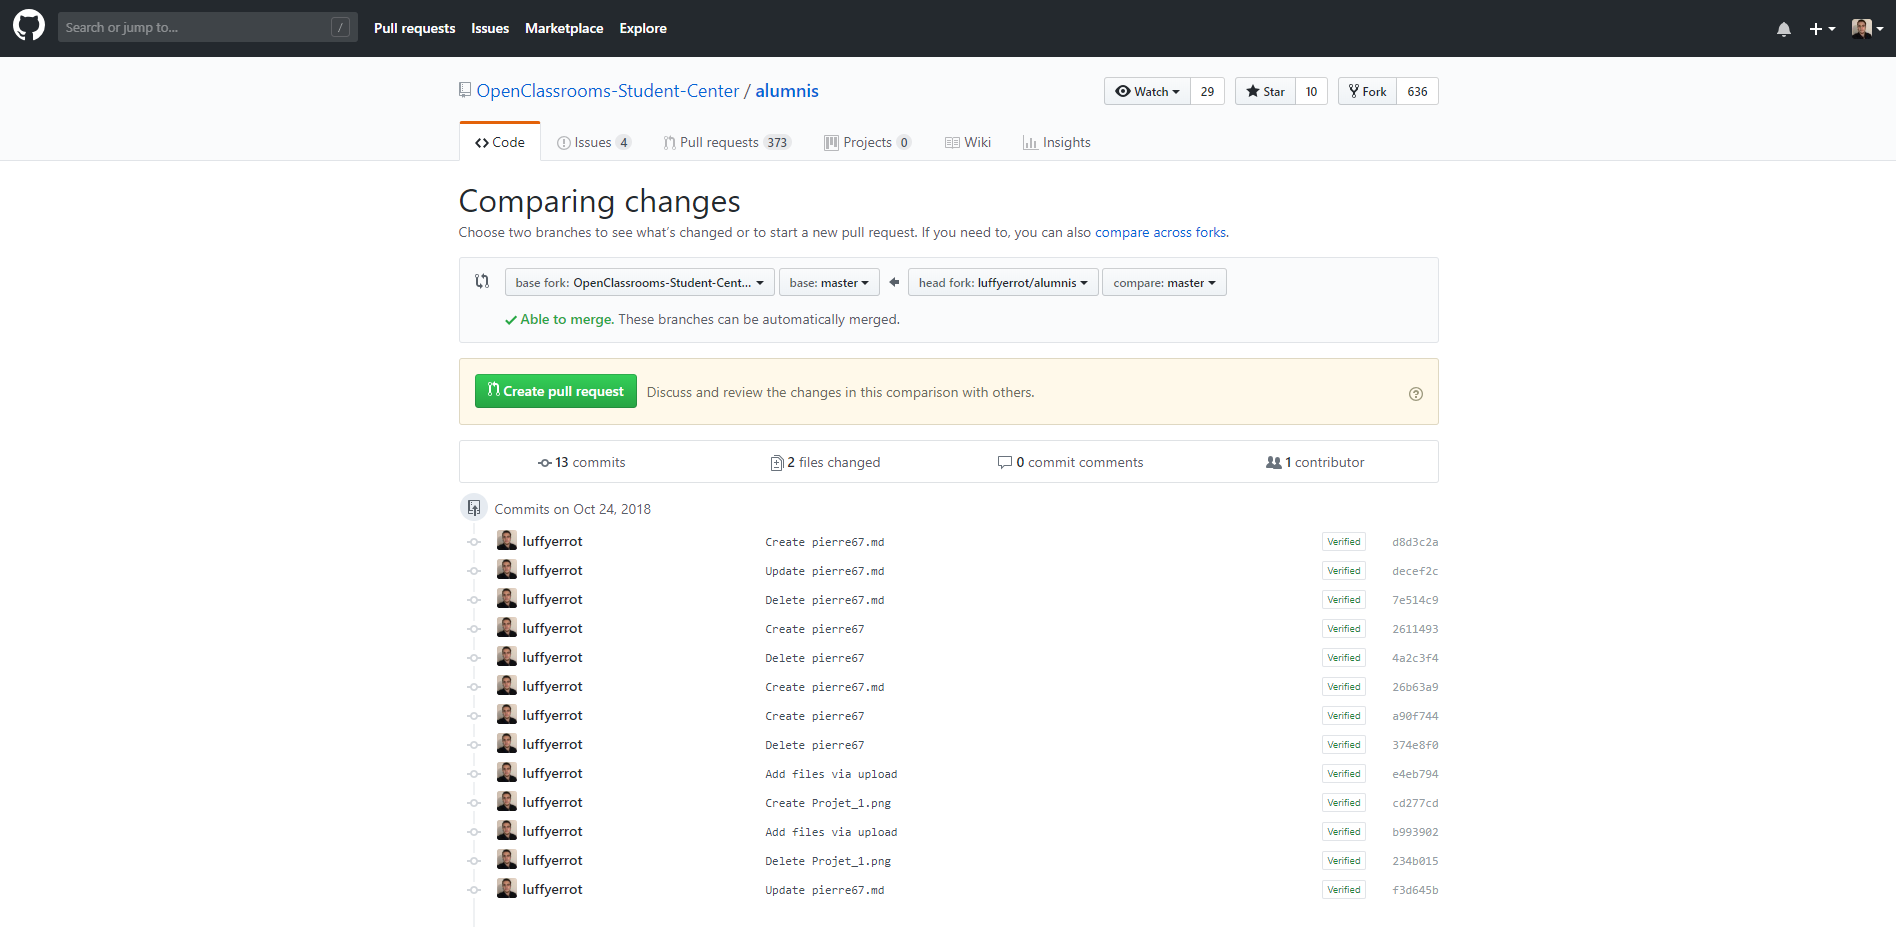 Search or jump to... / Pull requests Issues Marketplace Explore
OpenClassrooms-Student-Center / alumnis Watch 29 Star 10 Fork 636
Code Issues 4 Pull requests 373 Projects 0 Wiki Insights
Comparing changes
Choose two branches to see what's changed or to start a new pull request. If you need to, you can also compare across forks.
base fork: OpenClassrooms-Student-Cent... base: master head fork: luffyerrot/alumnis compare: master
Able to merge. These branches can be automatically merged.
Create pull request Discuss and review the changes in this comparison with others.
13 commits 2 files changed 0 commit comments 1 contributor
Commits on Oct 24, 2018
luffyerrot Create pierre67.md Verified d8d3c2a
luffyerrot Update pierre67.md Verified decef2c
luffyerrot Delete pierre67.md Verified 7e514c9
luffyerrot Create pierre67 Verified 2611493
luffyerrot Delete pierre67 Verified 4a2c3f4
luffyerrot Create pierre67.md Verified 26b63a9
luffyerrot Create pierre67 Verified a90f744
luffyerrot Delete pierre67 Verified 374e8f0
luffyerrot Add files via upload Verified e4eb794
luffyerrot Create Projet_1.png Verified cd277cd
luffyerrot Add files via upload Verified b993902
luffyerrot Delete Projet_1.png Verified 234b015
luffyerrot Update pierre67.md Verified f3d645b